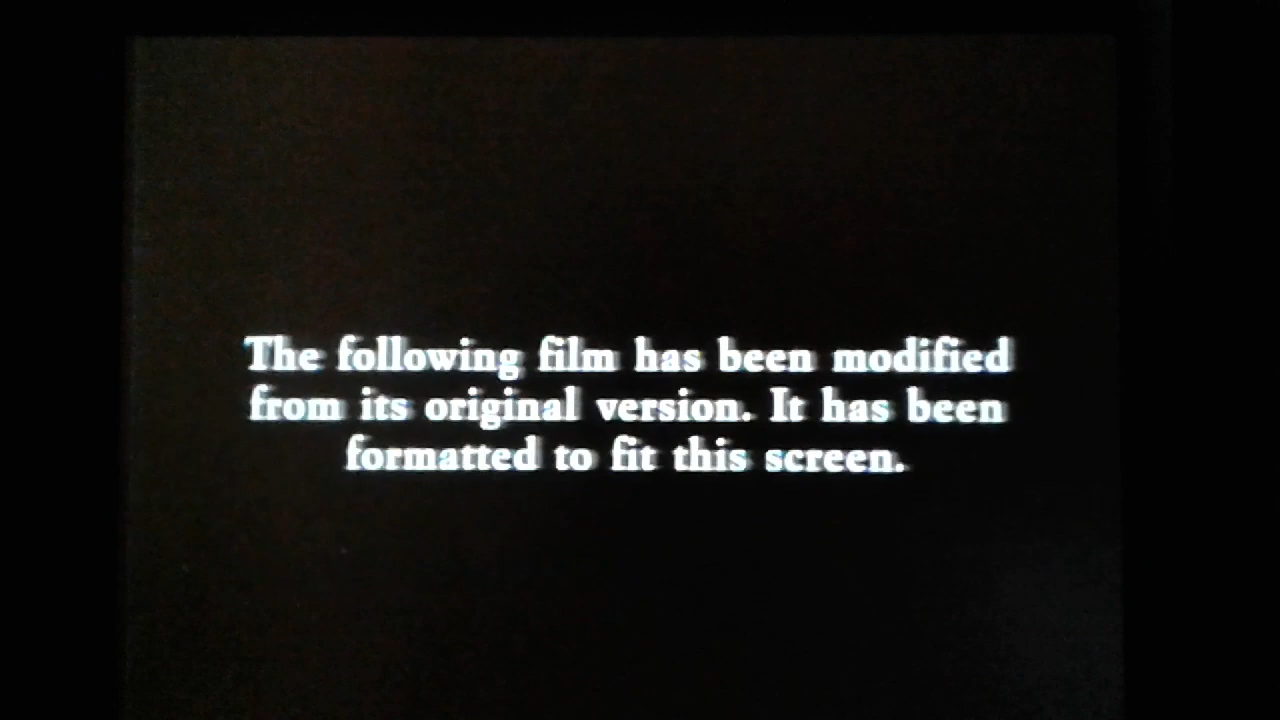 The following film has been modified
from its original version. It has been
formatted to fit this screen.